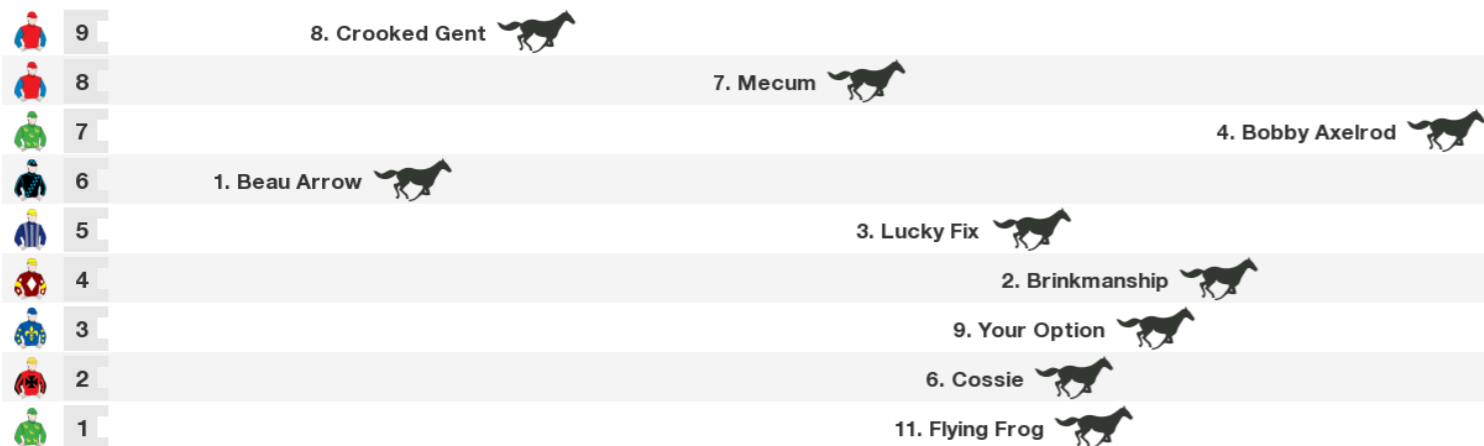 9 8. Crooked Gent
8 7. Mecum
7 4. Bobby Axelrod
6 1. Beau Arrow
5 3. Lucky Fix
4 2. Brinkmanship
3 9. Your Option
2 6. Cossie
1 11. Flying Frog